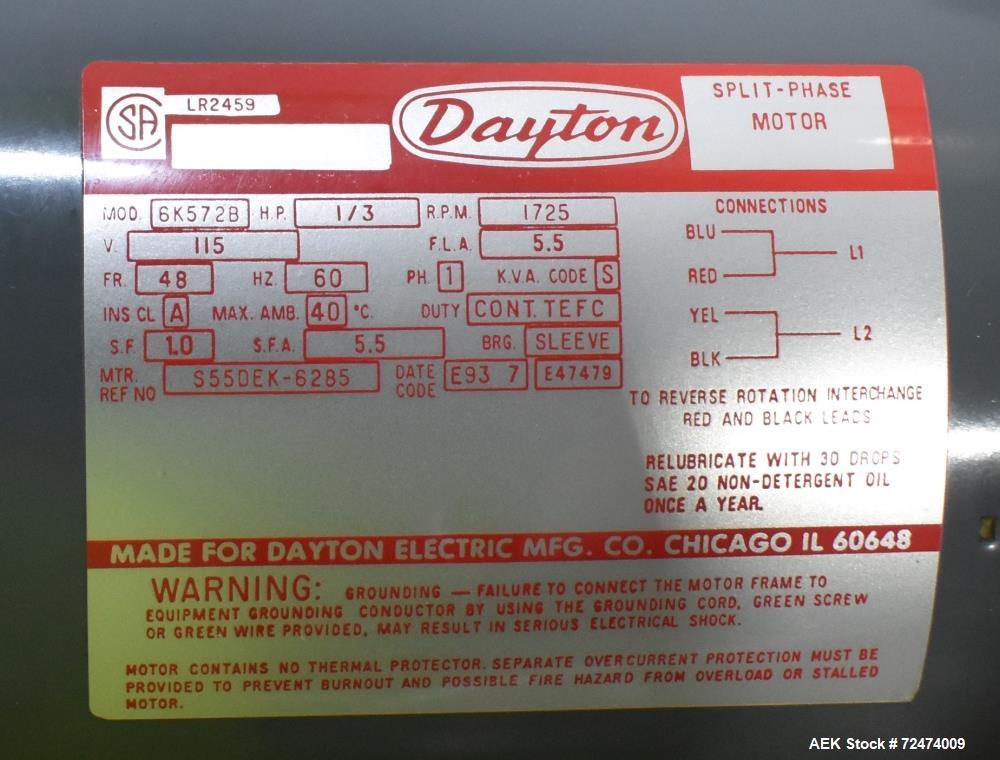 CSA
LR2459
Dayton
SPLIT-PHASE
MOTOR
MOD. 6K572B H.P. 1/3 R.P.M. 1725
V. 115 F.L.A. 5.5
FR. 48 HZ. 60 PH. 1 K.V.A. CODE S
INS CL A MAX. AMB. 40 °C. DUTY CONT. TEFC
S.F. 1.0 S.F.A. 5.5 BRG. SLEEVE
MTR. REF NO S55DEK-6285 DATE CODE E93 7 E47479
CONNECTIONS
BLU
RED
L1
YEL
BLK
L2
TO REVERSE ROTATION INTERCHANGE
RED AND BLACK LEADS
RELUBRICATE WITH 30 DROPS
SAE 20 NON-DETERGENT OIL
ONCE A YEAR.
MADE FOR DAYTON ELECTRIC MFG. CO. CHICAGO IL 60648
WARNING: GROUNDING — FAILURE TO CONNECT THE MOTOR FRAME TO
EQUIPMENT GROUNDING CONDUCTOR BY USING THE GROUNDING CORD, GREEN SCREW
OR GREEN WIRE PROVIDED, MAY RESULT IN SERIOUS ELECTRICAL SHOCK.
MOTOR CONTAINS NO THERMAL PROTECTOR. SEPARATE OVERCURRENT PROTECTION MUST BE
PROVIDED TO PREVENT BURNOUT AND POSSIBLE FIRE HAZARD FROM OVERLOAD OR STALLED
MOTOR.
AEK Stock # 72474009